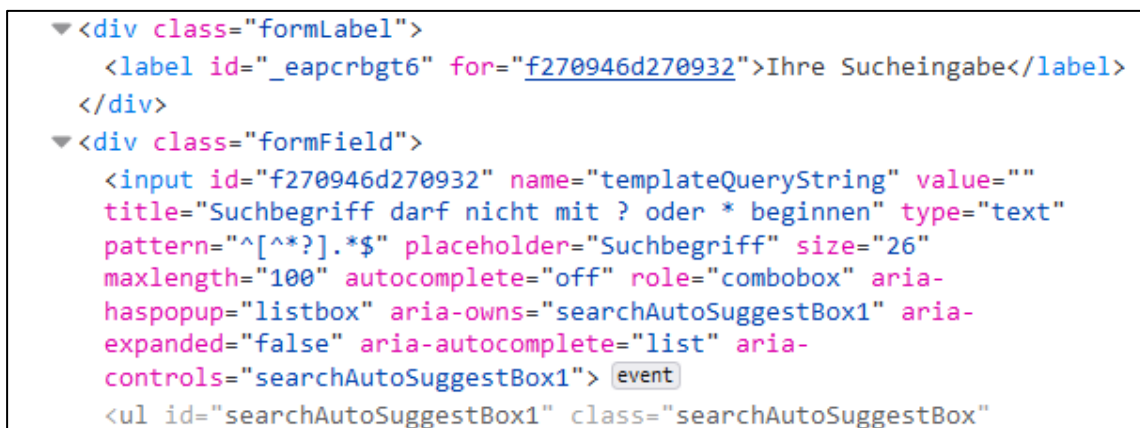 <div class="formLabel">
<label id="_eapcrbgt6" for="f270946d270932">Ihre Sucheingabe</label>
</div>
<div class="formField">
<input id="f270946d270932" name="templateQueryString" value=""
title="Suchbegriff darf nicht mit ? oder * beginnen" type="text"
pattern="^[^*?].*$" placeholder="Suchbegriff" size="26"
maxlength="100" autocomplete="off" role="combobox" aria-
haspopup="listbox" aria-owns="searchAutoSuggestBox1" aria-
expanded="false" aria-autocomplete="list" aria-
controls="searchAutoSuggestBox1"> event
<ul id="searchAutoSuggestBox1" class="searchAutoSuggestBox"